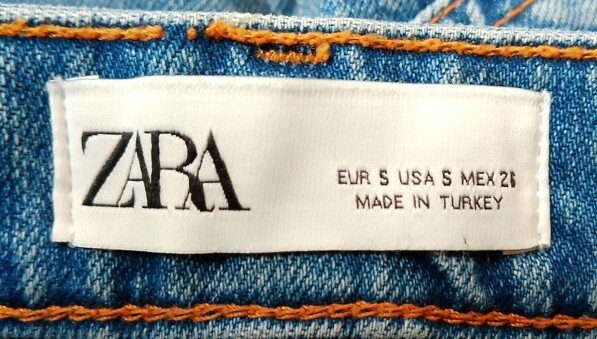 ZARA
EUR S USA S MEX 26
MADE IN TURKEY